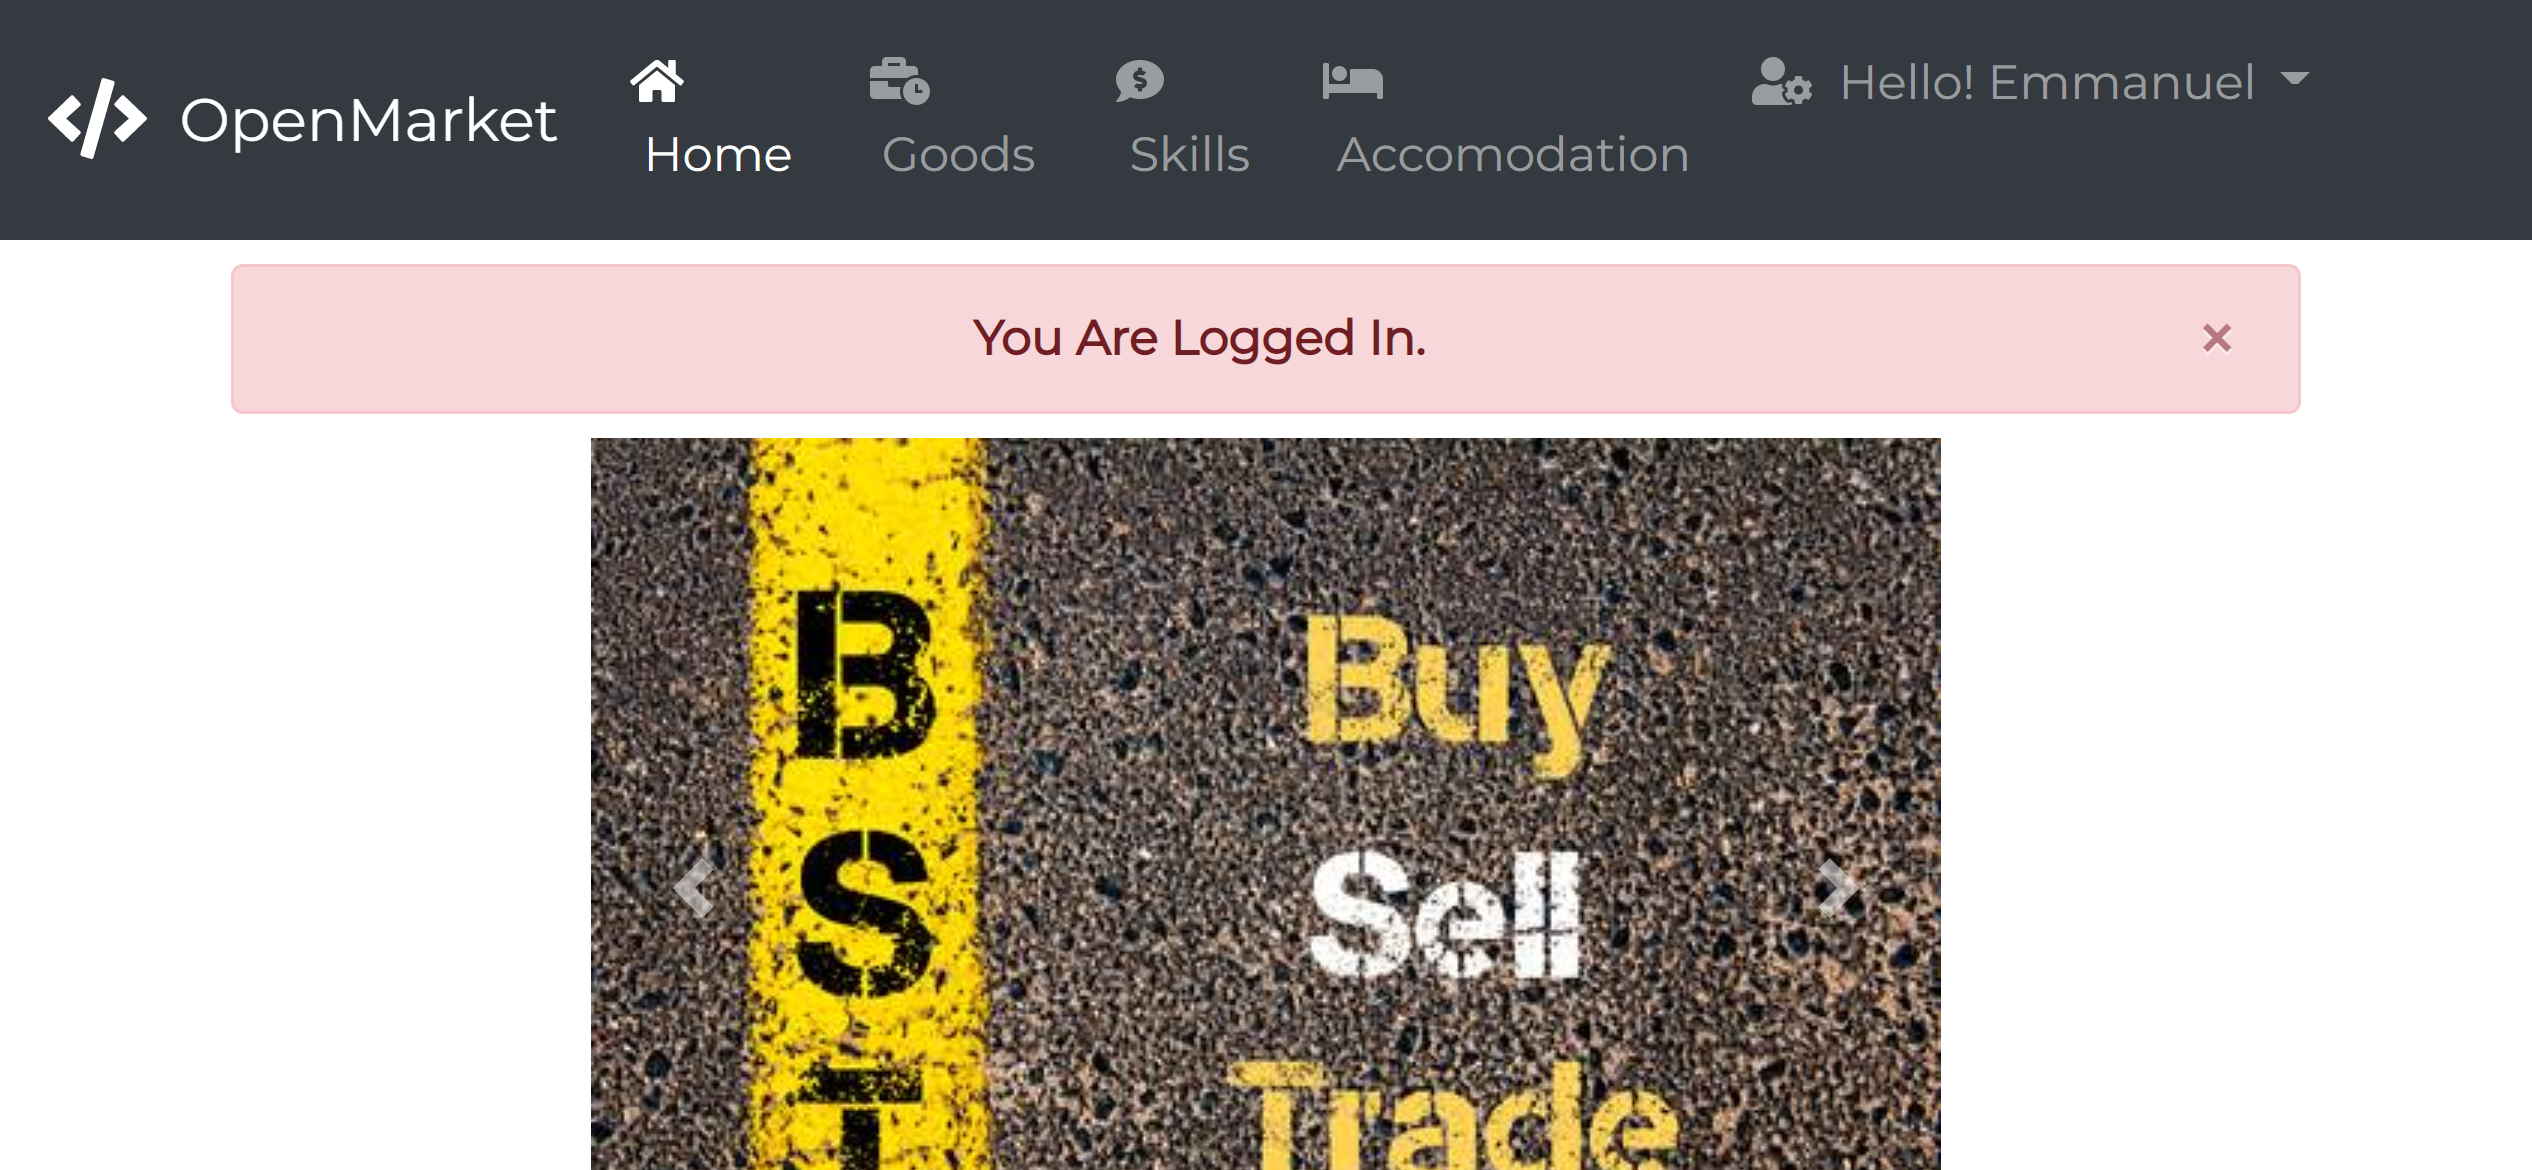 OpenMarket
Home
Goods
Skills
Accomodation
Hello! Emmanuel
You Are Logged In.
×
B
Buy
S
Sell
T
Trade